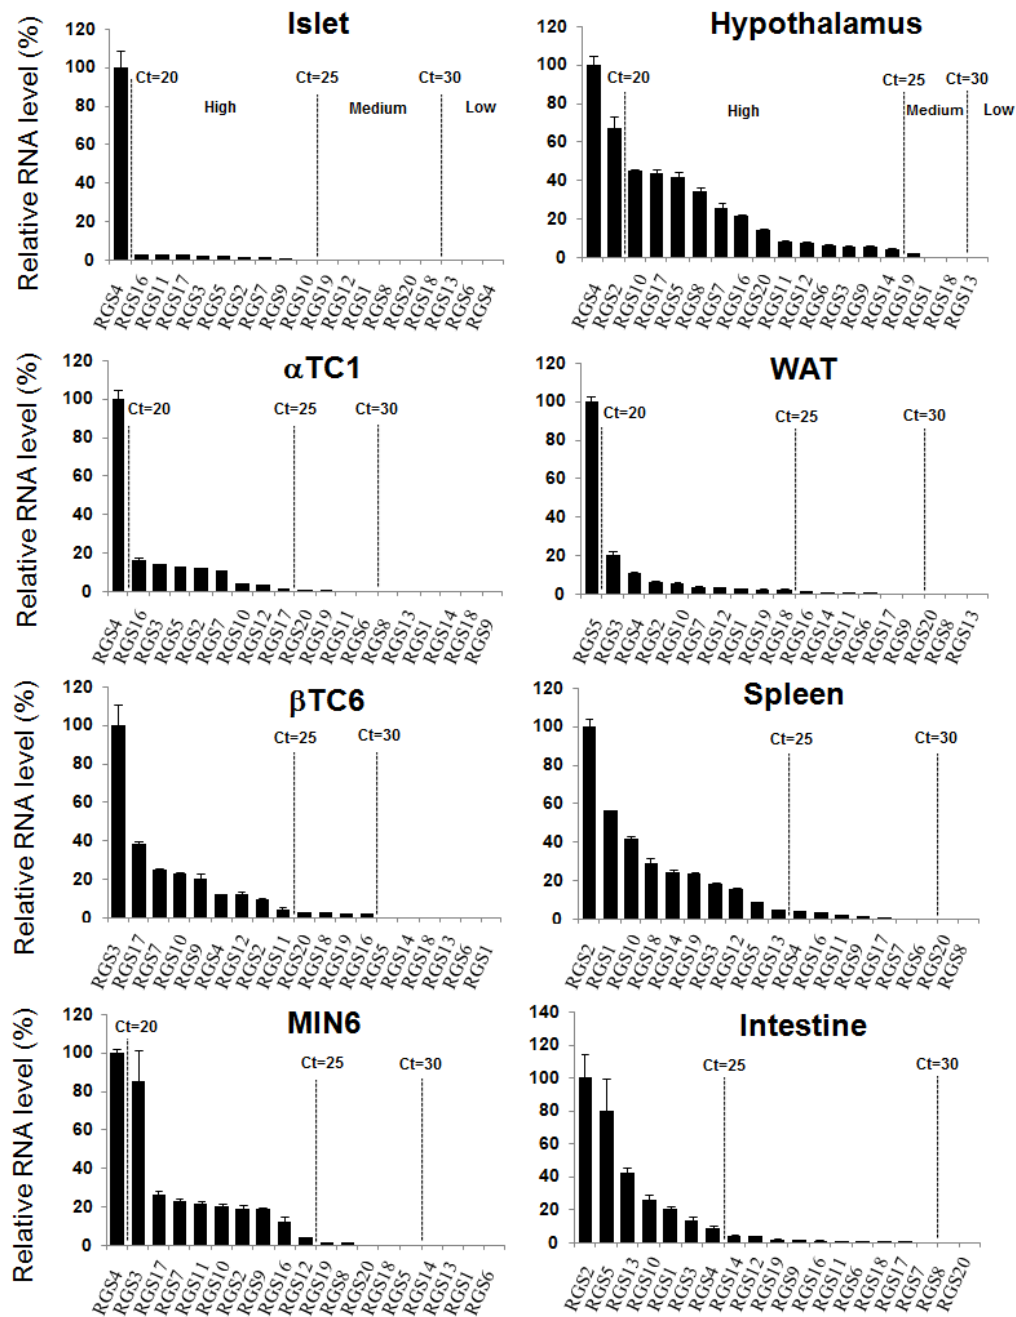 Islet
Relative RNA level (%)
120
100
80
60
40
20
0
Ct=20
Ct=25
Ct=30
High
Medium
Low
RGS4
RGS16
RGS11
RGS17
RGS3
RGS5
RGS2
RGS7
RGS9
RGS10
RGS19
RGS12
RGS1
RGS8
RGS20
RGS18
RGS13
RGS6
RGS4
Hypothalamus
120
100
80
60
40
20
0
Ct=20
Ct=25
Ct=30
High
Medium
Low
RGS4
RGS2
RGS10
RGS17
RGS5
RGS8
RGS7
RGS16
RGS20
RGS11
RGS12
RGS6
RGS3
RGS9
RGS14
RGS19
RGS1
RGS18
RGS13
αTC1
Relative RNA level (%)
120
100
80
60
40
20
0
Ct=20
Ct=25
Ct=30
RGS4
RGS16
RGS3
RGS5
RGS2
RGS7
RGS10
RGS12
RGS17
RGS20
RGS19
RGS11
RGS6
RGS8
RGS13
RGS1
RGS14
RGS18
RGS9
WAT
120
100
80
60
40
20
0
Ct=20
Ct=25
Ct=30
RGS5
RGS3
RGS4
RGS2
RGS10
RGS7
RGS12
RGS1
RGS19
RGS18
RGS16
RGS14
RGS11
RGS6
RGS17
RGS9
RGS20
RGS8
RGS13
βTC6
Relative RNA level (%)
120
100
80
60
40
20
0
Ct=25
Ct=30
RGS3
RGS17
RGS7
RGS10
RGS9
RGS4
RGS12
RGS2
RGS11
RGS20
RGS18
RGS19
RGS16
RGS5
RGS14
RGS18
RGS13
RGS6
RGS1
Spleen
120
100
80
60
40
20
0
Ct=25
Ct=30
RGS2
RGS1
RGS10
RGS18
RGS14
RGS19
RGS3
RGS12
RGS5
RGS13
RGS4
RGS16
RGS11
RGS9
RGS17
RGS7
RGS6
RGS20
RGS8
MIN6
Relative RNA level (%)
120
100
80
60
40
20
0
Ct=20
Ct=25
Ct=30
RGS4
RGS3
RGS17
RGS7
RGS11
RGS10
RGS2
RGS9
RGS16
RGS12
RGS19
RGS8
RGS20
RGS18
RGS5
RGS14
RGS13
RGS1
RGS6
Intestine
140
120
100
80
60
40
20
0
Ct=25
Ct=30
RGS2
RGS5
RGS13
RGS10
RGS1
RGS3
RGS4
RGS14
RGS12
RGS19
RGS9
RGS16
RGS11
RGS6
RGS18
RGS17
RGS7
RGS8
RGS20